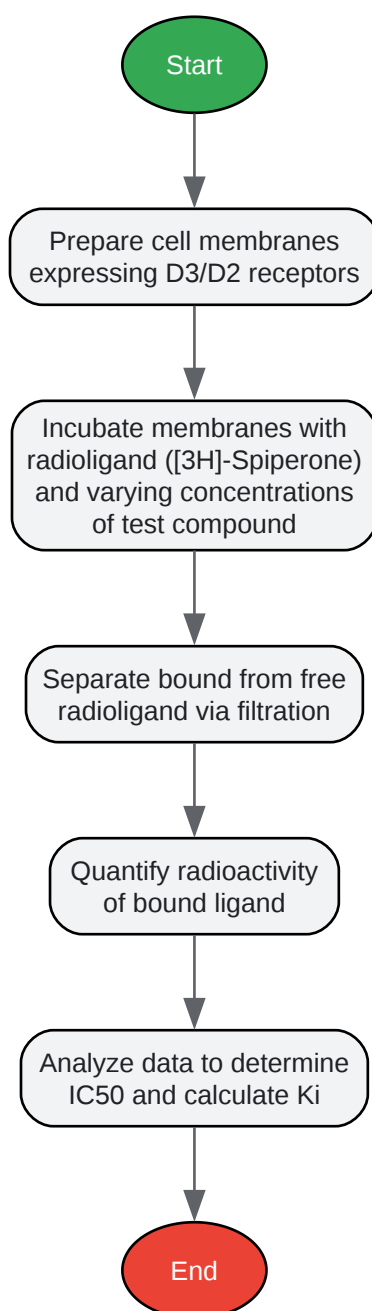 Start
Prepare cell membranes
expressing D3/D2 receptors
Incubate membranes with
radioligand ([3H]-Spiperone)
and varying concentrations
of test compound
Separate bound from free
radioligand via filtration
Quantify radioactivity
of bound ligand
Analyze data to determine
IC50 and calculate Ki
End